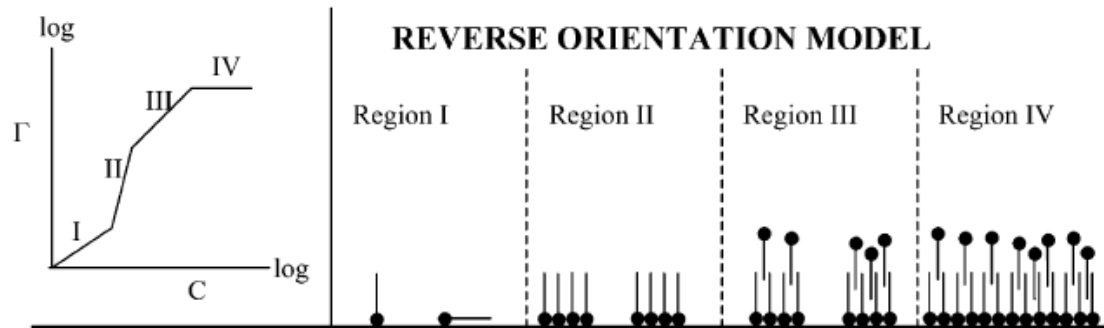 log
REVERSE ORIENTATION MODEL
IV
III
Γ
II
I
log
C
Region I
Region II
Region III
Region IV